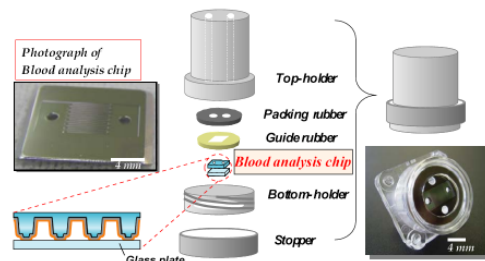 Photograph of
Blood analysis chip
4 mm
Top-holder
Packing rubber
Guide rubber
Blood analysis chip
Bottom-holder
Stopper
Glass plate
4 mm